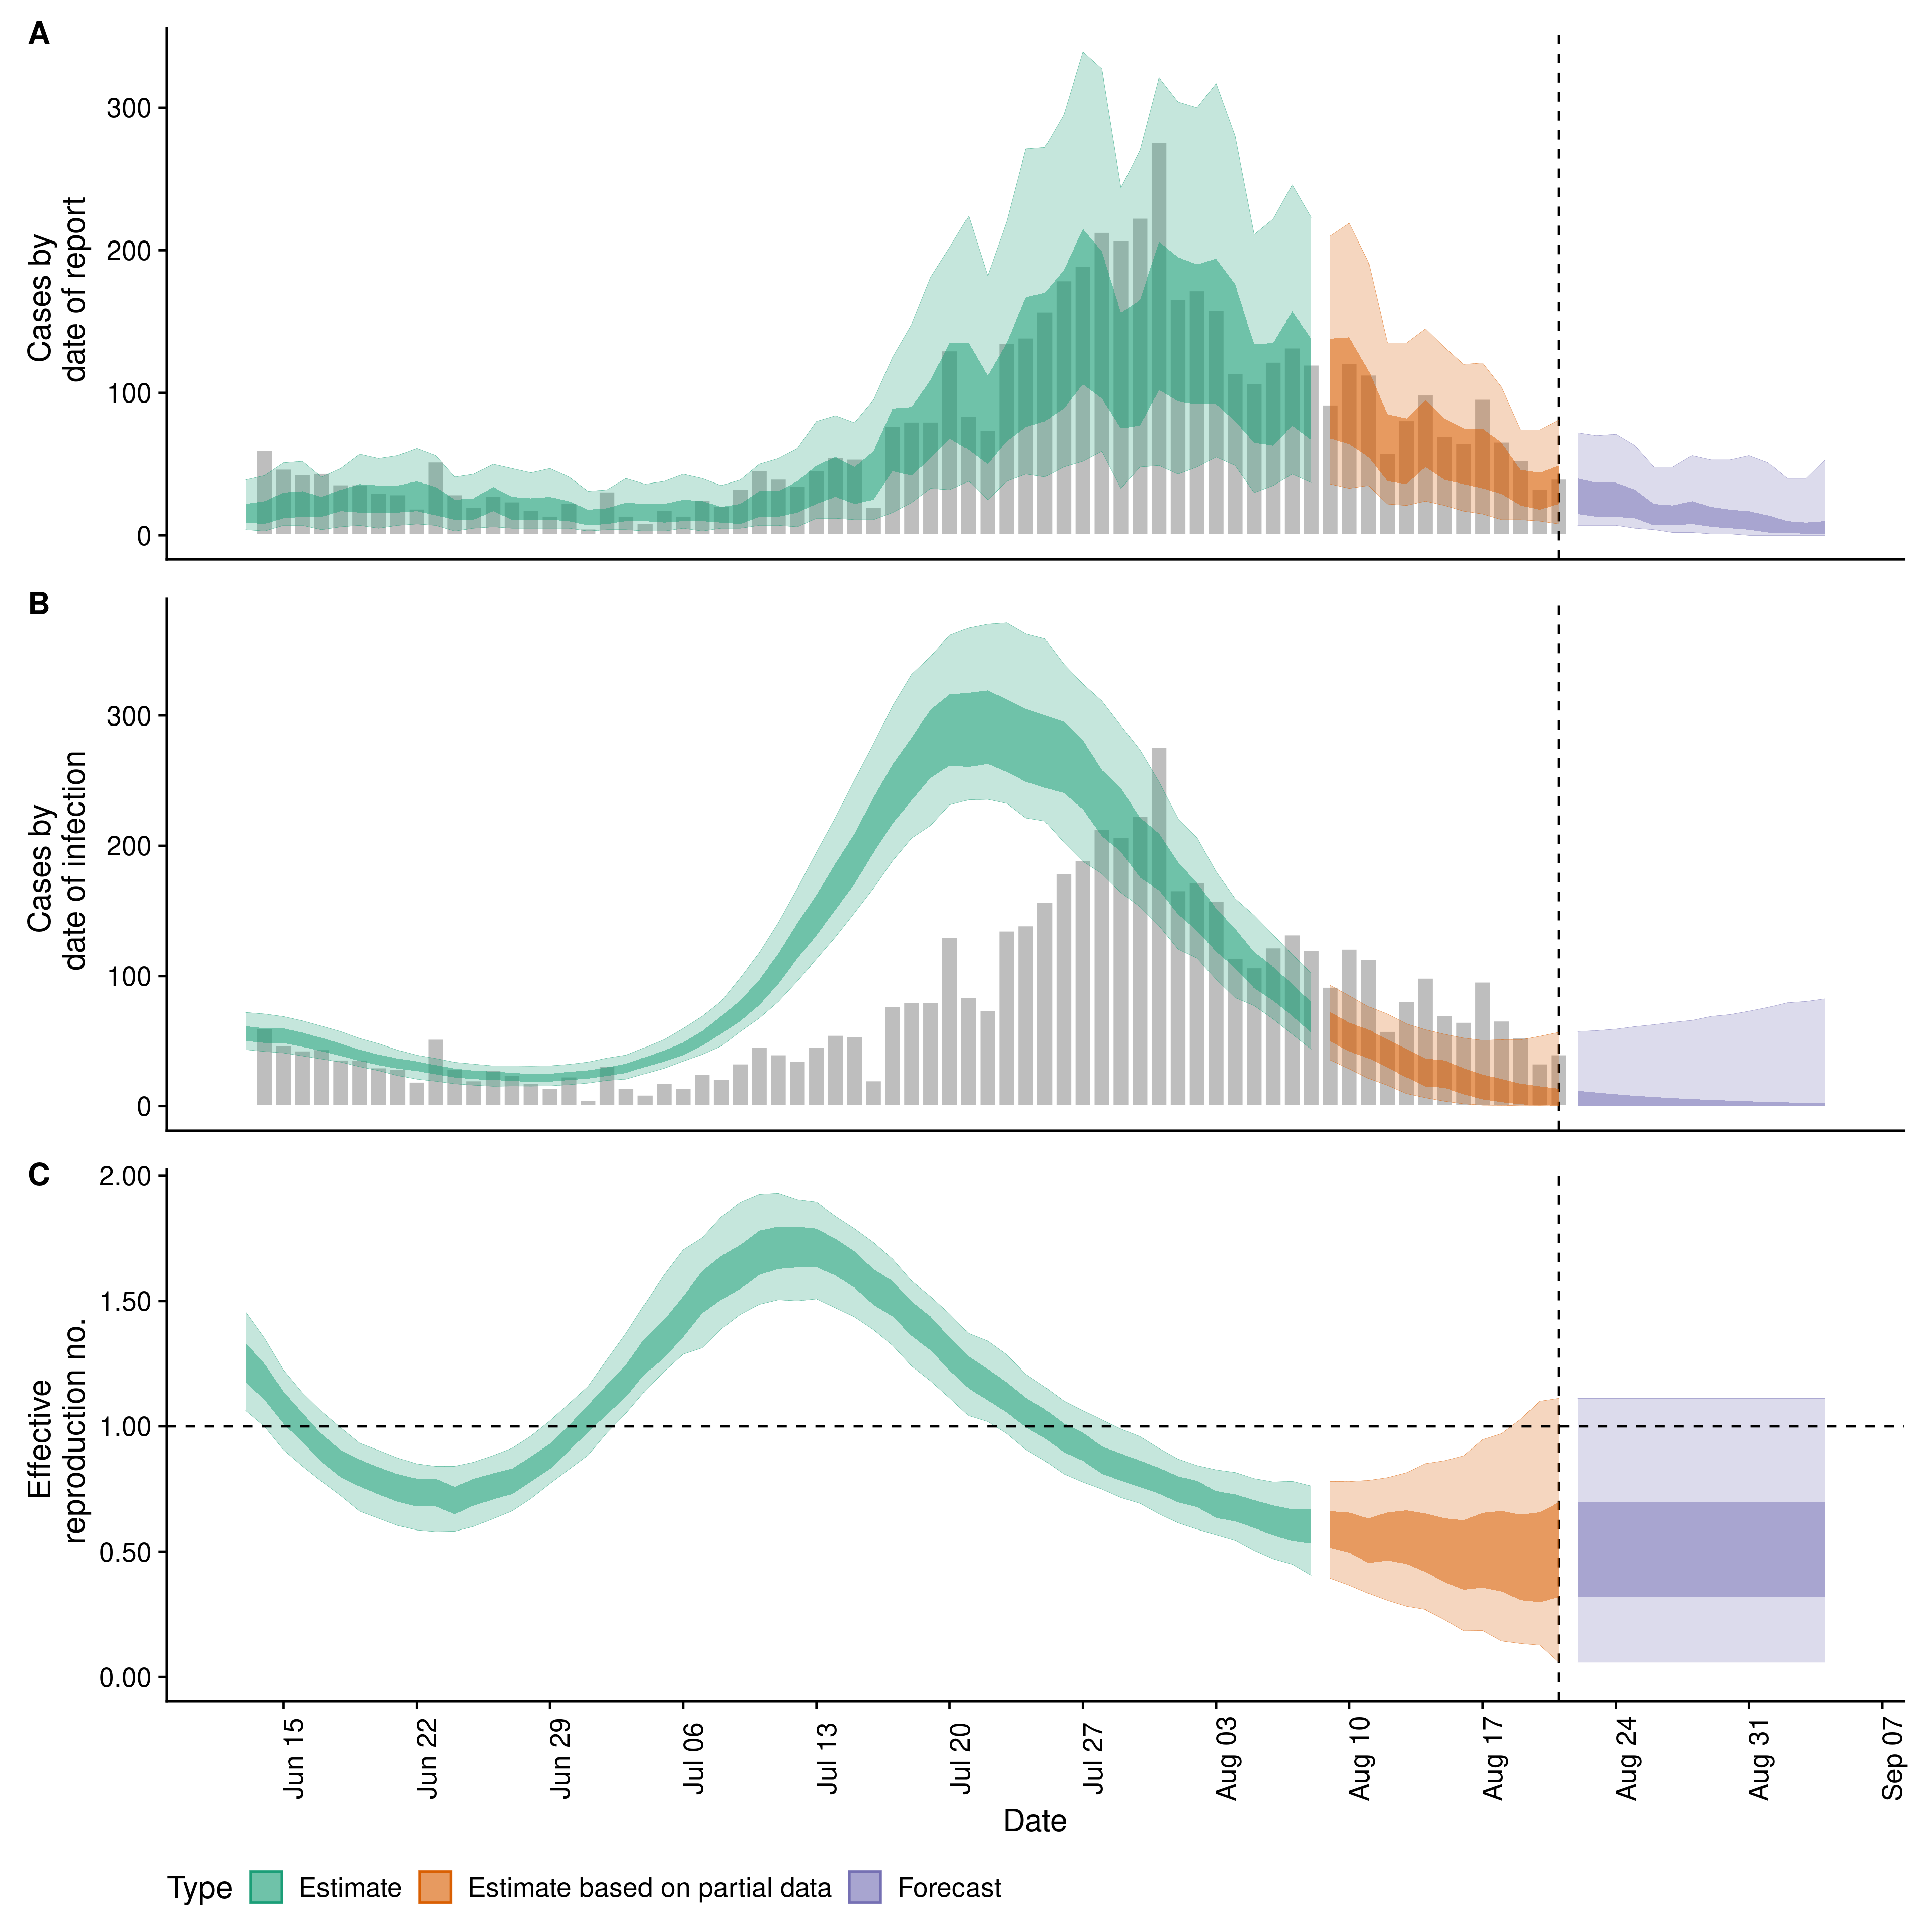 A
Cases by
date of report
300
200
100
0
B
Cases by
date of infection
300
200
100
0
C
Effective
reproduction no.
2.00
1.50
1.00
0.50
0.00
Jun 15
Jun 22
Jun 29
Jul 06
Jul 13
Jul 20
Jul 27
Aug 03
Aug 10
Aug 17
Aug 24
Aug 31
Sep 07
Date
Type Estimate Estimate based on partial data Forecast